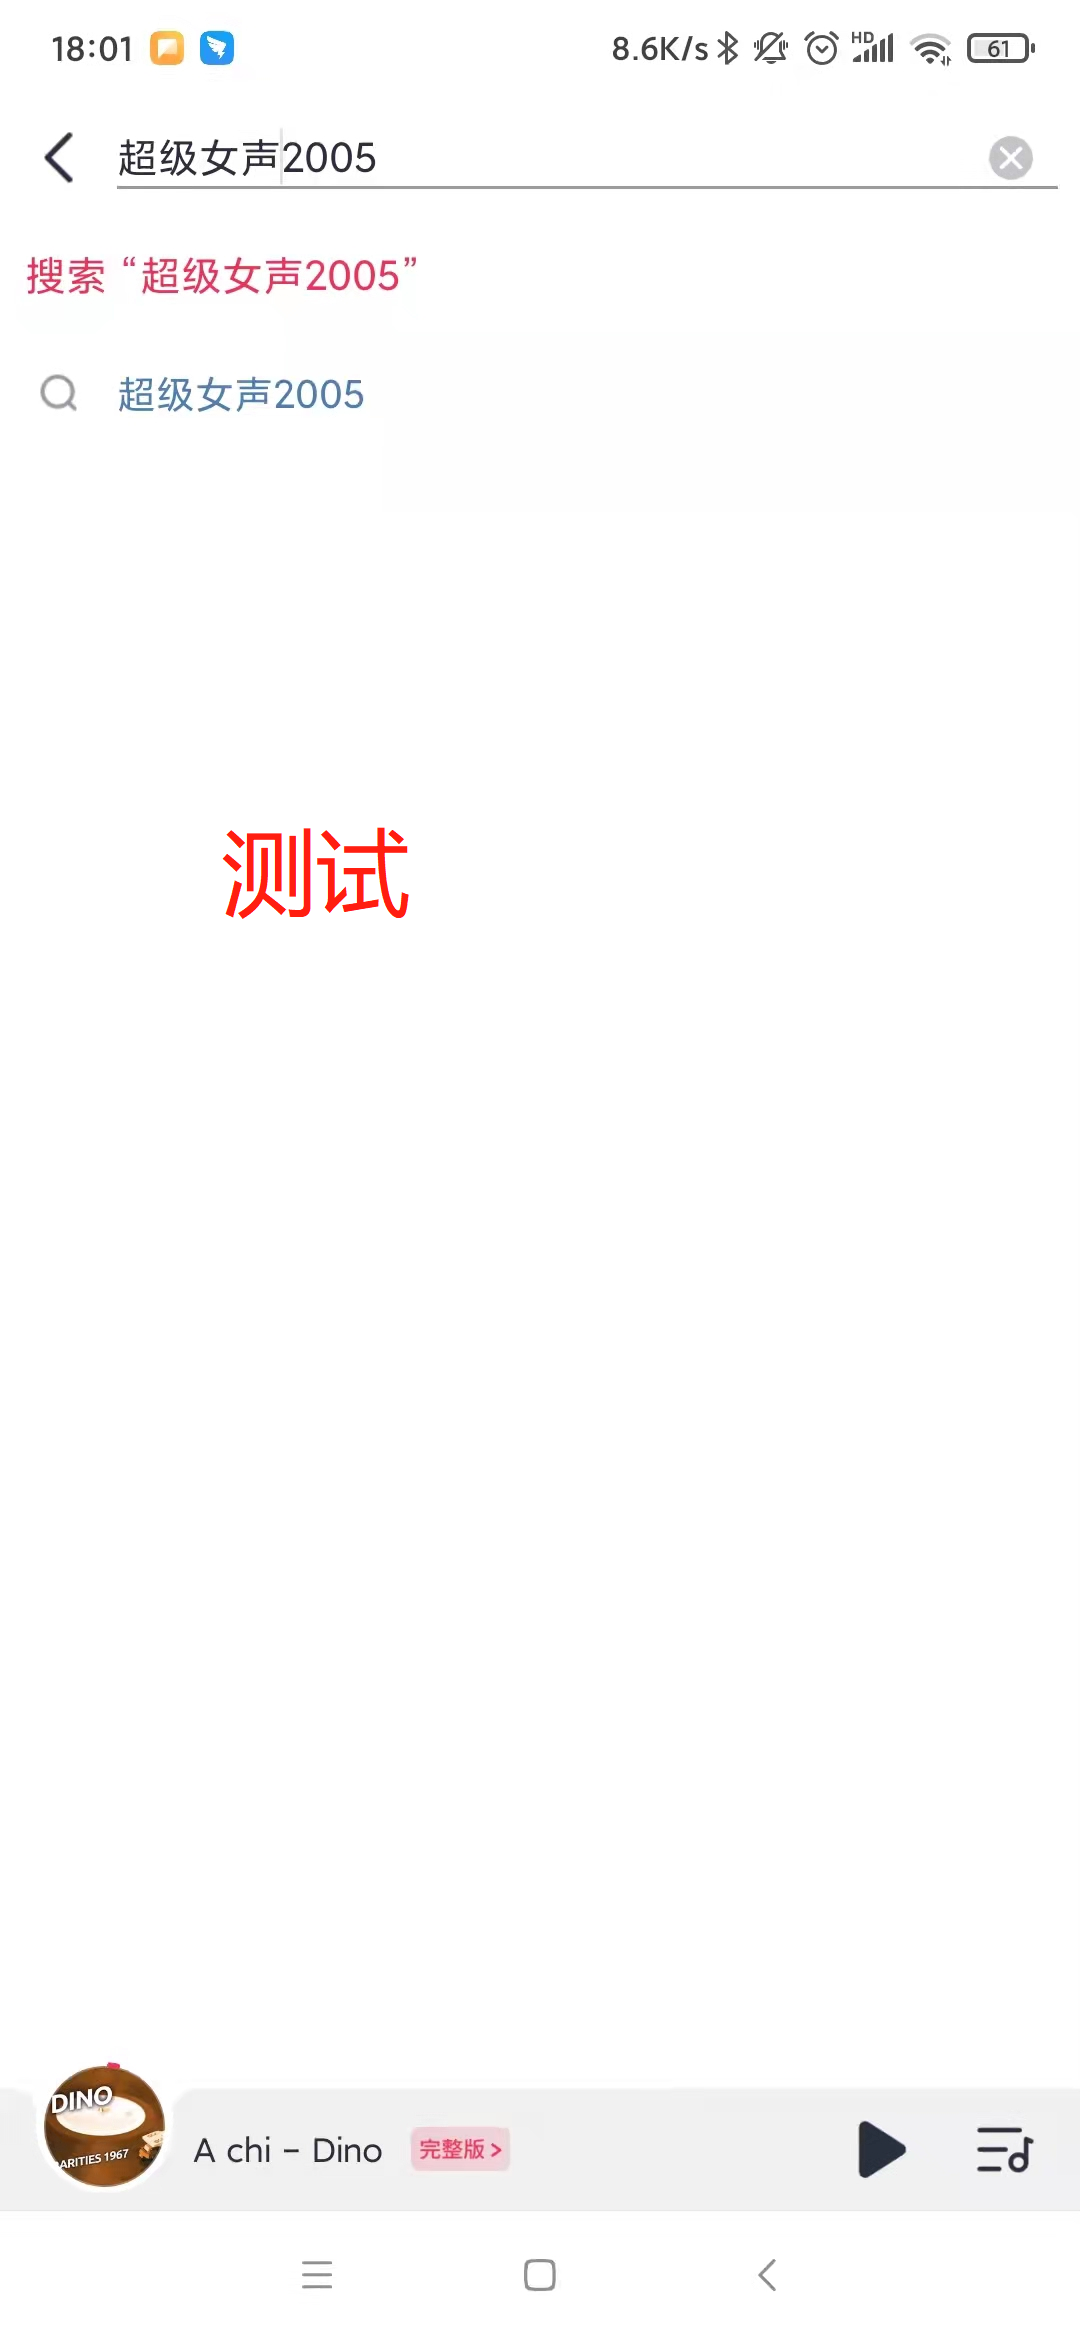 18:01 8.6K/s HD 61
超级女声2005
搜索“超级女声2005”
超级女声2005
测试
DINO
RARITIES 1967
A chi – Dino 完整版 >